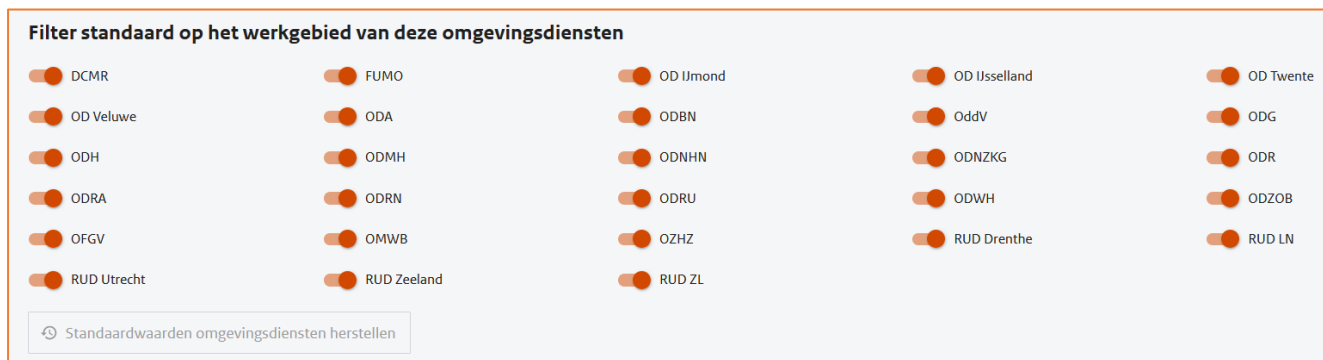 Filter standaard op het werkgebied van deze omgevingsdiensten
DCMR FUMO OD IJmond OD IJsselland OD Twente
OD Veluwe ODA ODBN OddV ODG
ODH ODMH ODNHN ODNZKG ODR
ODRA ODRN ODRU ODWH ODZOB
OFGV OMWB OZHZ RUD Drenthe RUD LN
RUD Utrecht RUD Zeeland RUD ZL
Standaardwaarden omgevingsdiensten herstellen